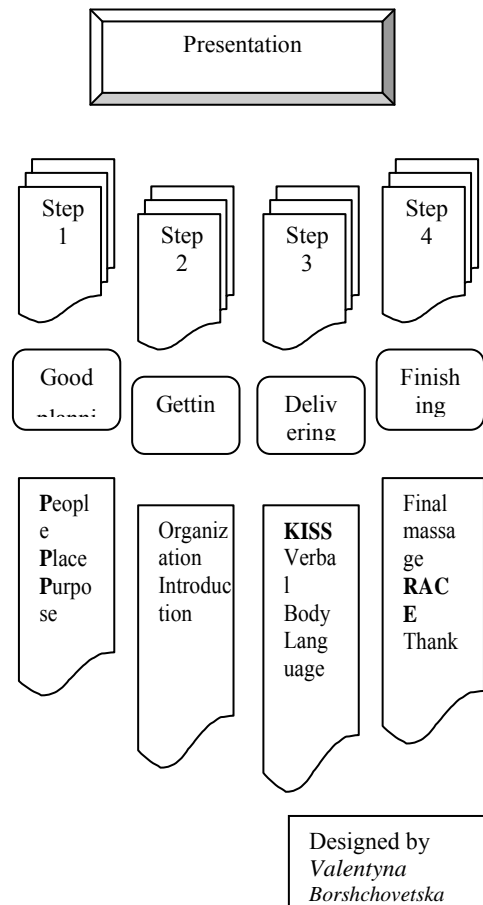 Presentation
Step
1
Step
2
Step
3
Step
4
Good
planni
Gettin
Deliv
ering
Finish
ing
Peopl
e
Place
Purpo
se
Organiz
ation
Introduc
tion
KISS
Verba
l
Body
Lang
uage
Final
massa
ge
RAC
E
Thank
Designed by
Valentyna
Borshchovetska